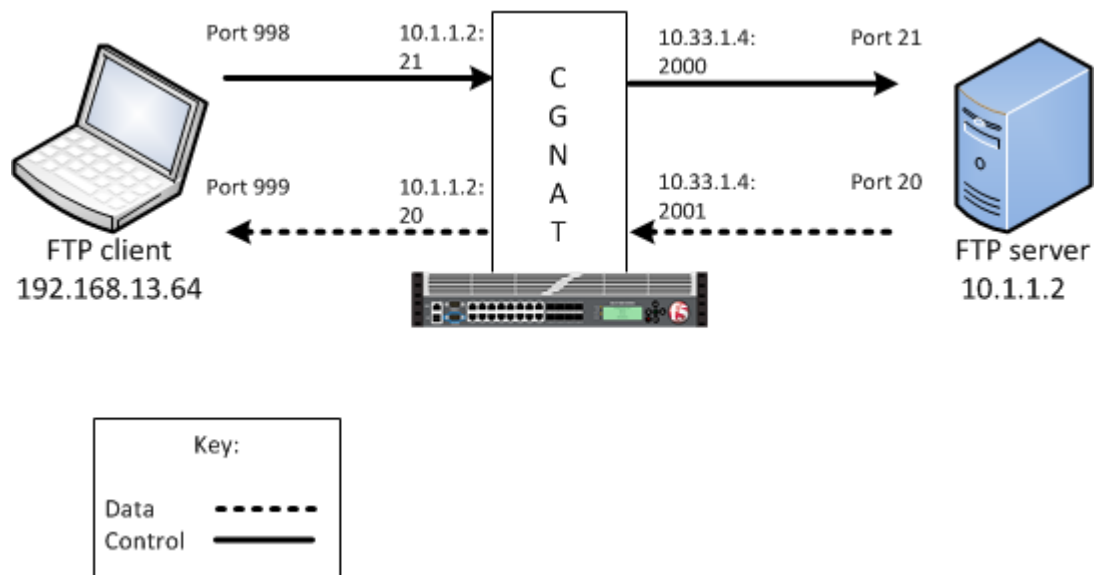 Port 998
10.1.1.2:
21
10.33.1.4:
2000
Port 21
C
G
N
A
T
Port 999
10.1.1.2:
20
10.33.1.4:
2001
Port 20
FTP client
192.168.13.64
FTP server
10.1.1.2
f5
Key:
Data
Control